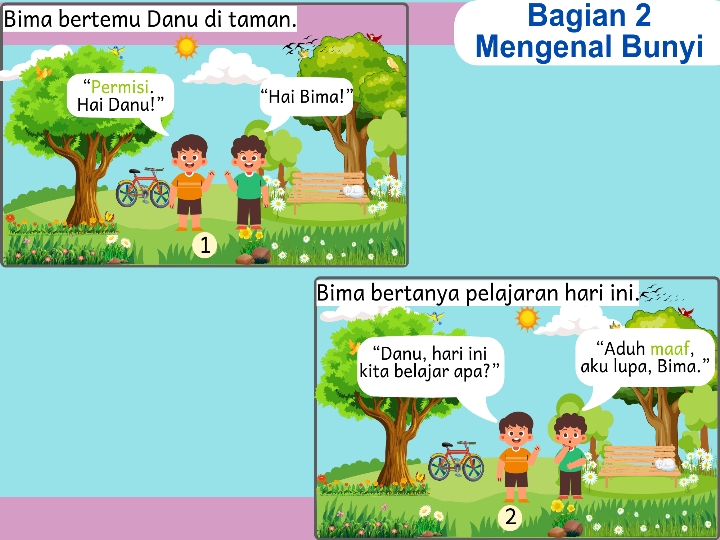 Bagian 2
Mengenal Bunyi
Bima bertemu Danu di taman.
“Permisi.
Hai Danu!”
“Hai Bima!”
1
Bima bertanya pelajaran hari ini.
“Danu, hari ini
kita belajar apa?”
“Aduh maaf,
aku lupa, Bima.”
2